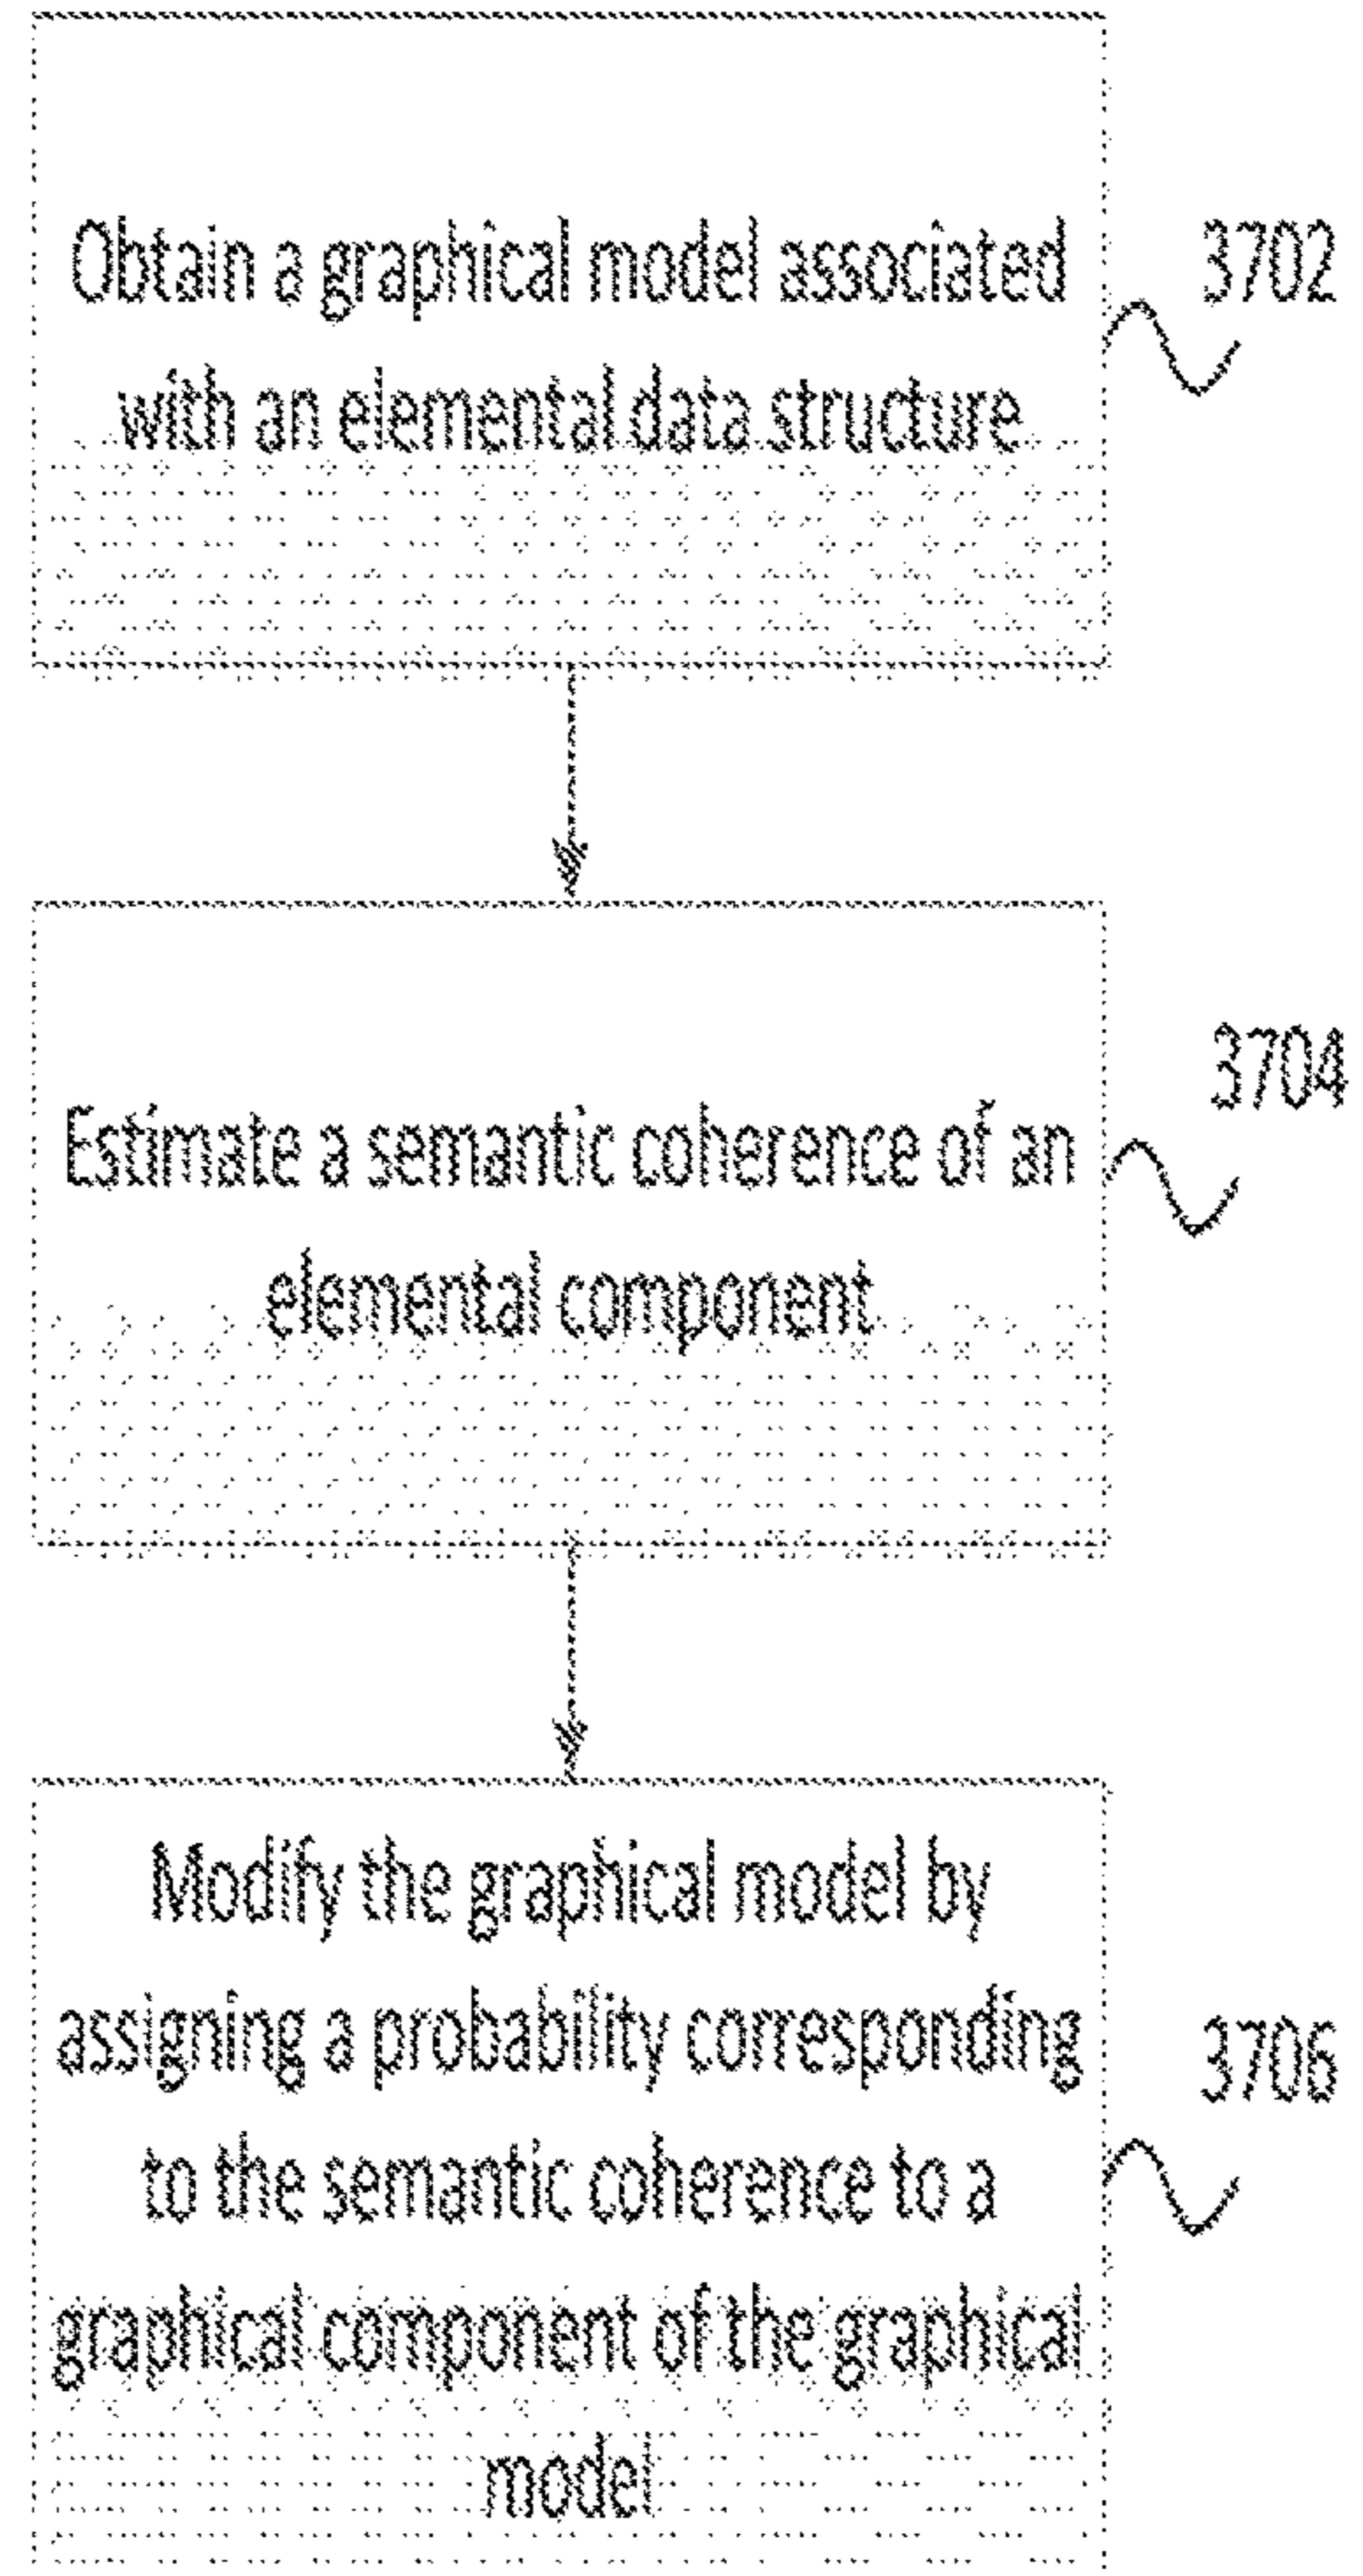 Obtain a graphical model associated
with an elemental data structure
3702
Estimate a semantic coherence of an
elemental component
3704
Modify the graphical model by
assigning a probability corresponding
to the semantic coherence to a
graphical component of the graphical
model
3706